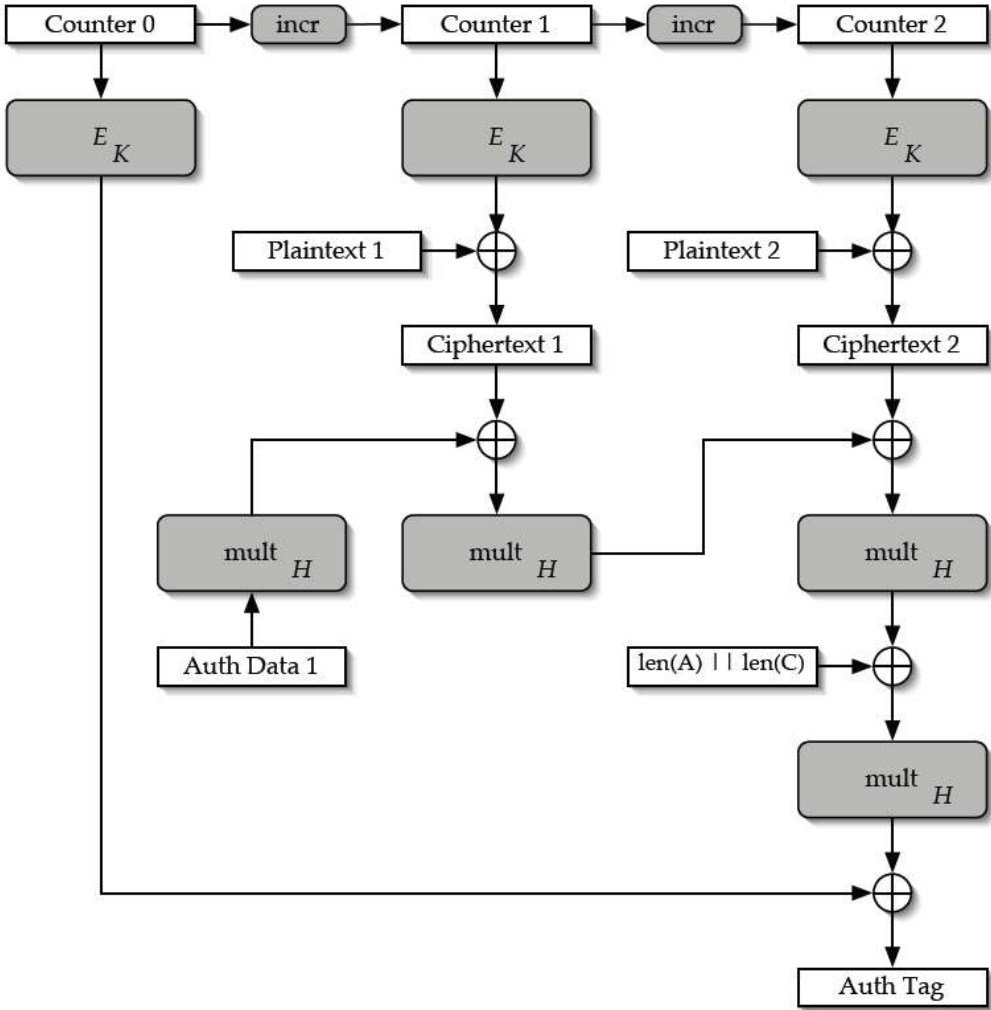 Counter 0
incr
Counter 1
incr
Counter 2
E K
E K
E K
Plaintext 1
Plaintext 2
Ciphertext 1
Ciphertext 2
mult H
mult H
mult H
Auth Data 1
len(A) || len(C)
mult H
Auth Tag